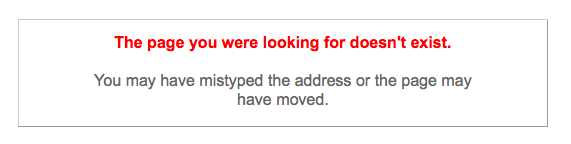 The page you were looking for doesn't exist.
You may have mistyped the address or the page may
have moved.